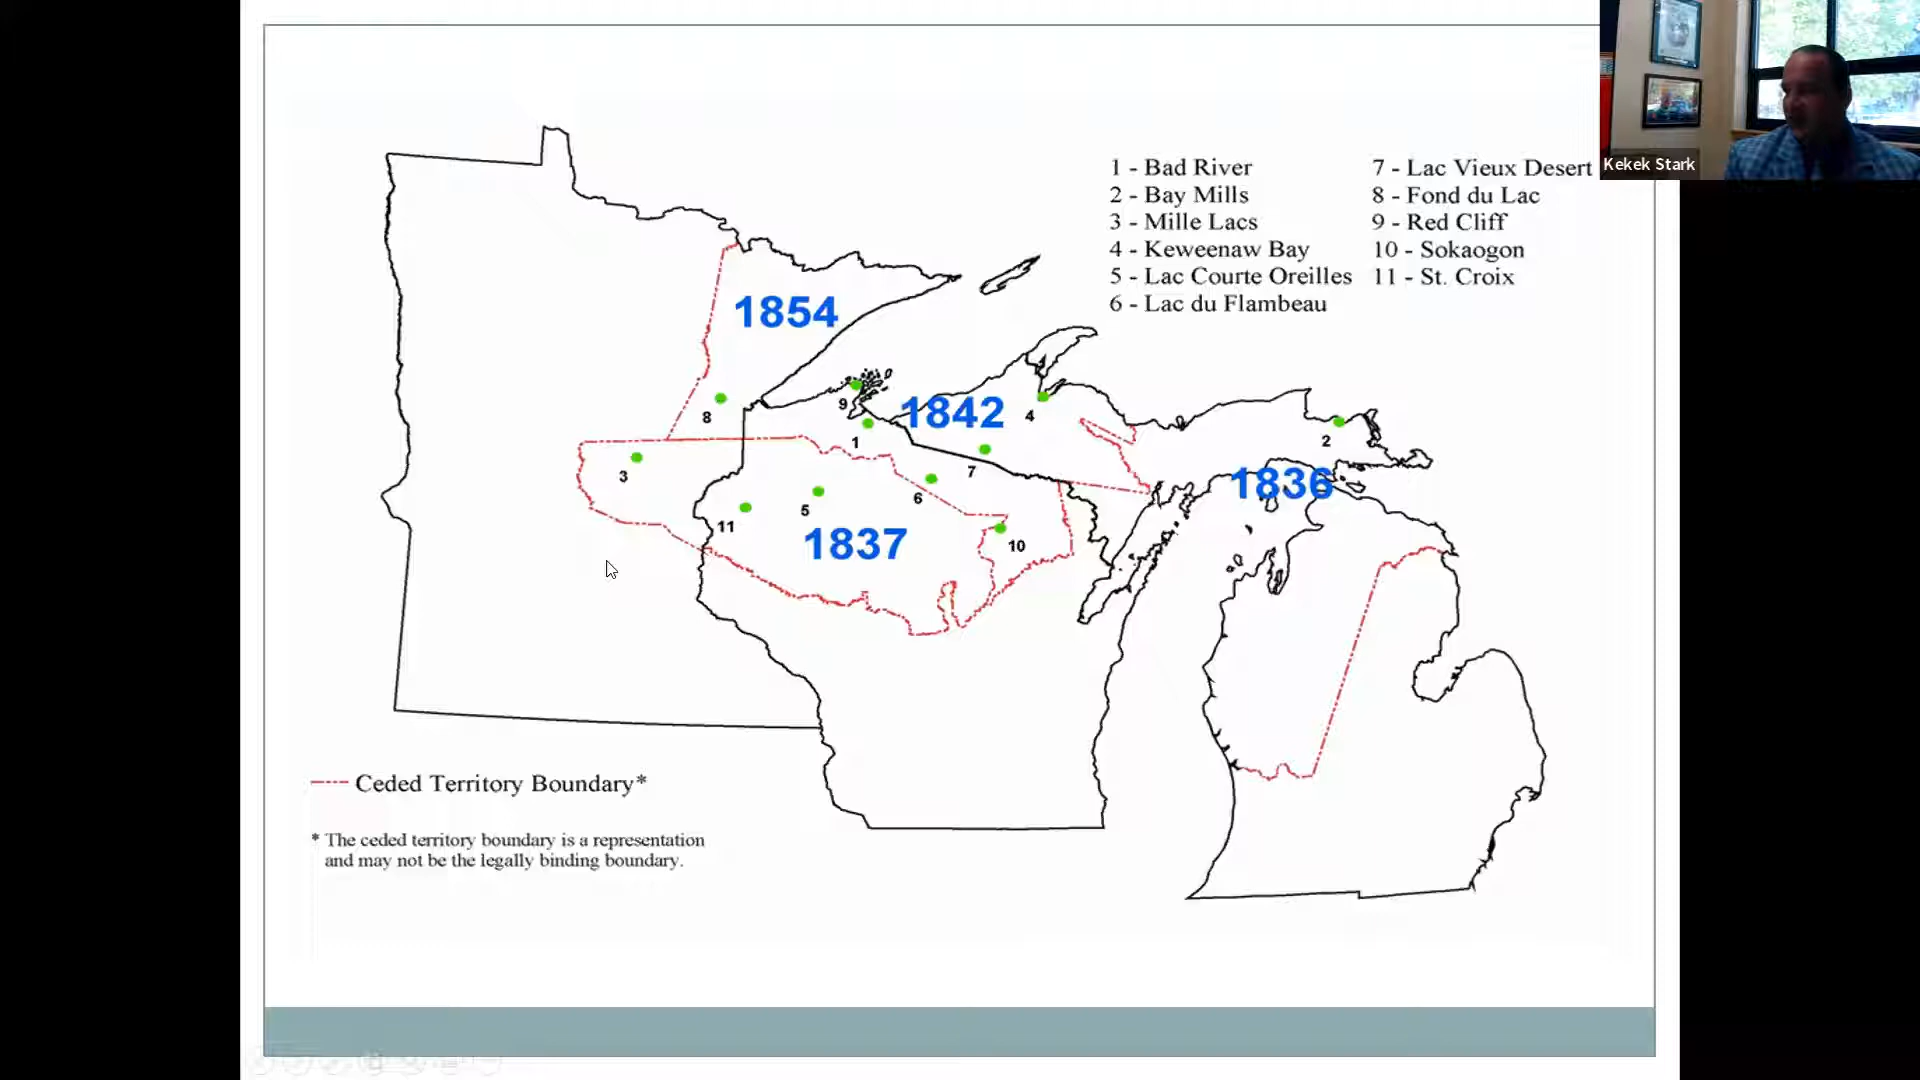 Kekek Stark
1 - Bad River
2 - Bay Mills
3 - Mille Lacs
4 - Keweenaw Bay
5 - Lac Courte Oreilles
6 - Lac du Flambeau
7 - Lac Vieux Desert
8 - Fond du Lac
9 - Red Cliff
10 - Sokaogon
11 - St. Croix
1854
1842
1836
1837
9
4
8
1
2
3
7
6
5
11
10
Ceded Territory Boundary*
* The ceded territory boundary is a representation
and may not be the legally binding boundary.